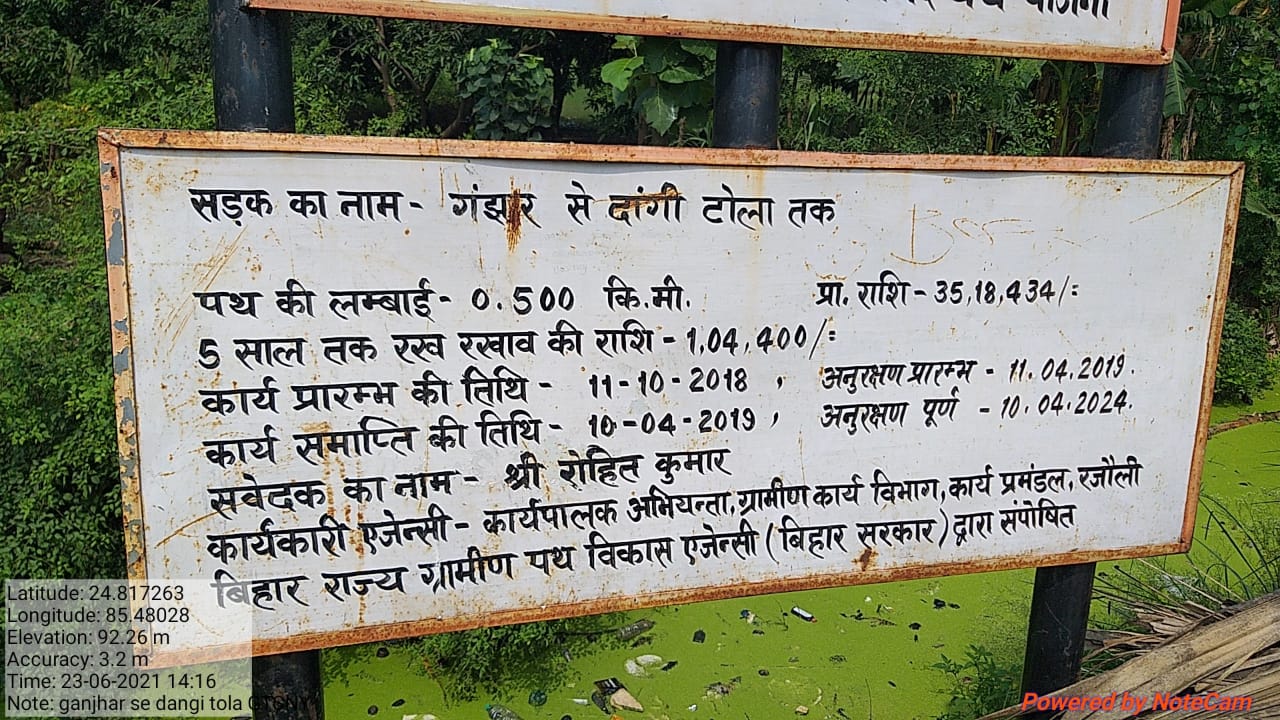 योजना
सड़क का नाम - गंझार से दांगी टोला तक
पथ की लम्बाई - 0.500 कि.मी. प्रा. राशि - 35,18,434/=
5 साल तक रख रखाव की राशि - 1,04,400/=
कार्य प्रारम्भ की तिथि - 11-10-2018 , अनुरक्षण प्रारम्भ - 11.04.2019.
कार्य समाप्ति की तिथि - 10-04-2019 , अनुरक्षण पूर्ण - 10.04.2024.
संवेदक का नाम - श्री रोहित कुमार
कार्यकारी एजेन्सी - कार्यपालक अभियन्ता, ग्रामीण कार्य विभाग, कार्य प्रमंडल, रजौली
बिहार राज्य ग्रामीण पथ विकास एजेन्सी (बिहार सरकार) द्वारा संपोषित
Latitude: 24.817263
Longitude: 85.48028
Elevation: 92.26 m
Accuracy: 3.2 m
Time: 23-06-2021 14:16
Note: ganjhar se dangi tola
Powered by NoteCam